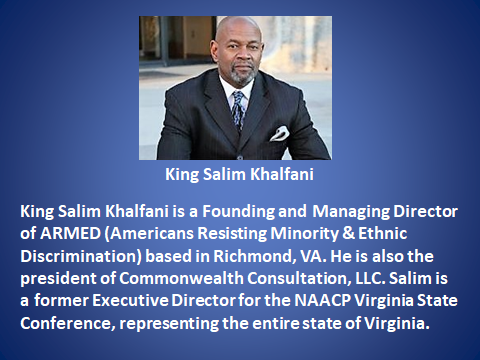 King Salim Khalfani
King Salim Khalfani is a Founding and Managing Director
of ARMED (Americans Resisting Minority & Ethnic
Discrimination) based in Richmond, VA. He is also the
president of Commonwealth Consultation, LLC. Salim is
a former Executive Director for the NAACP Virginia State
Conference, representing the entire state of Virginia.